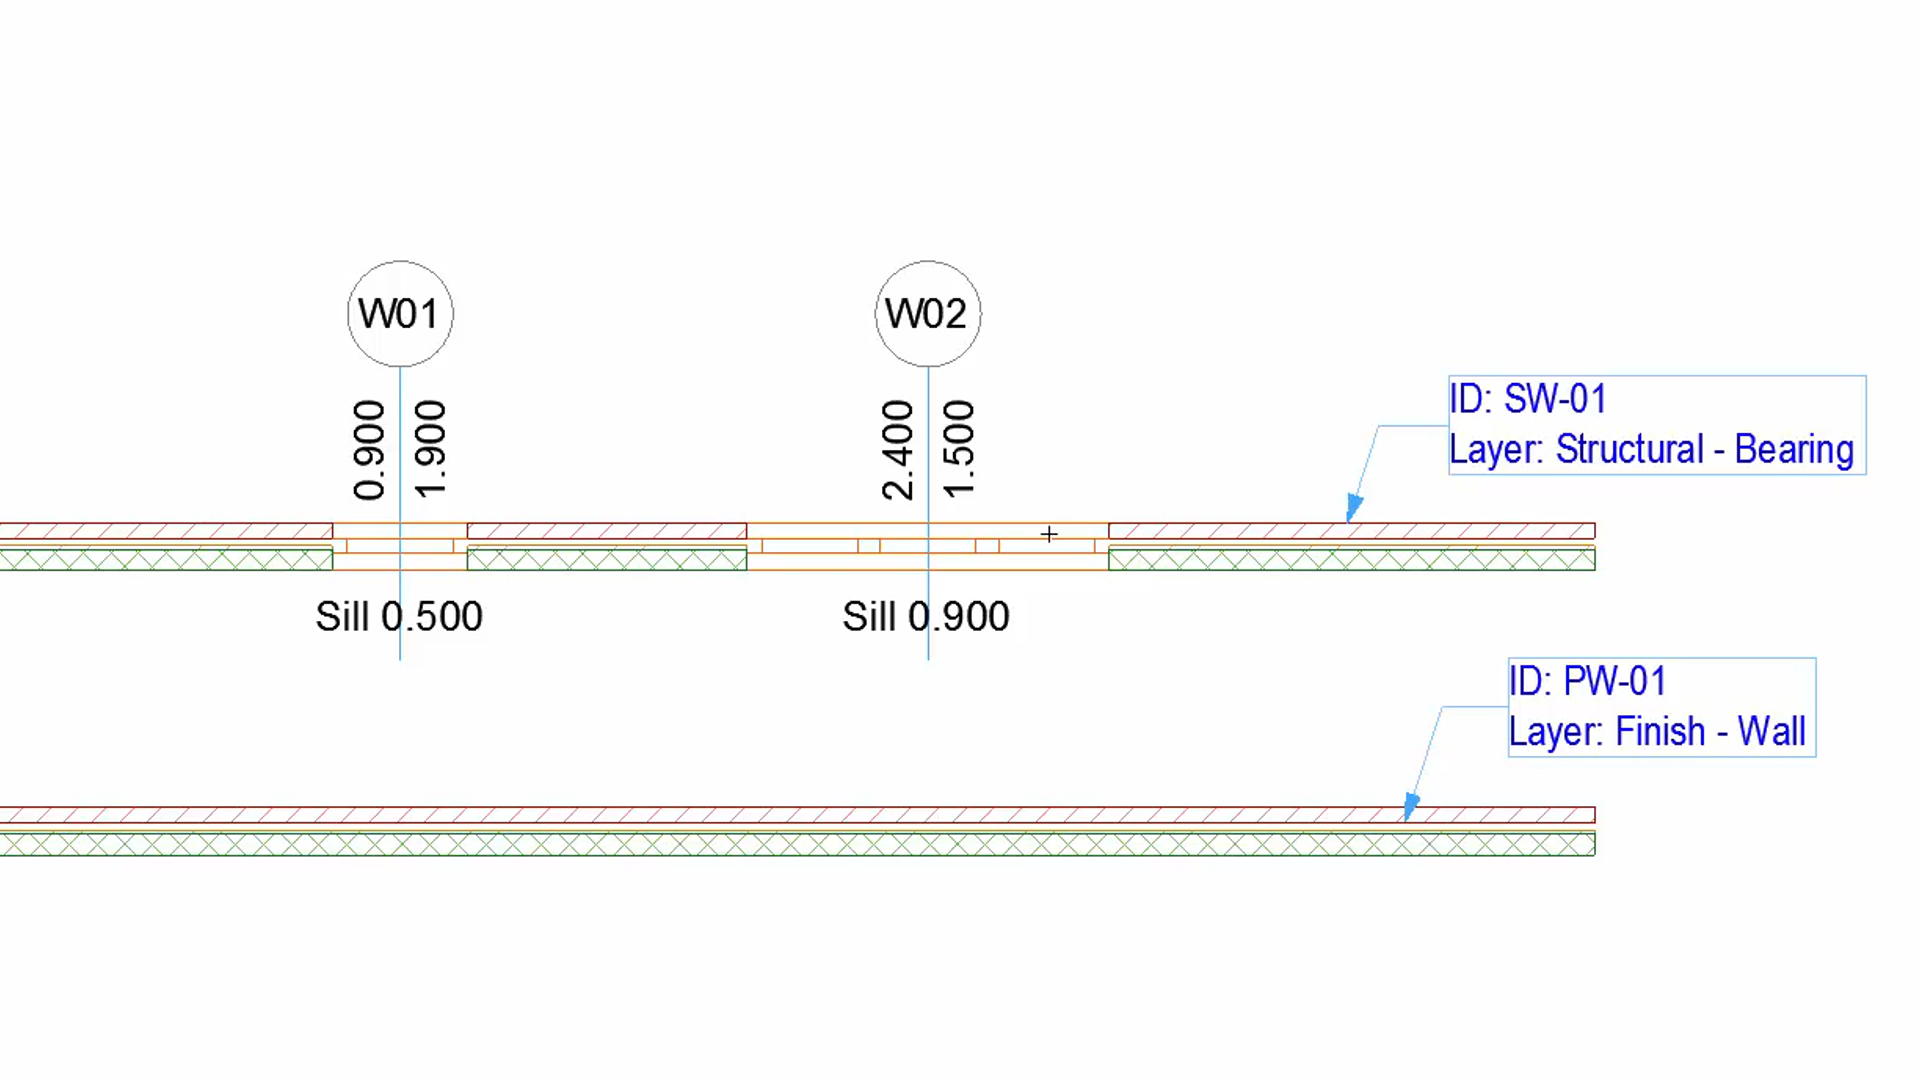 W01
W02
0.900
1.900
2.400
1.500
ID: SW-01
Layer: Structural - Bearing
Sill 0.500
Sill 0.900
ID: PW-01
Layer: Finish - Wall